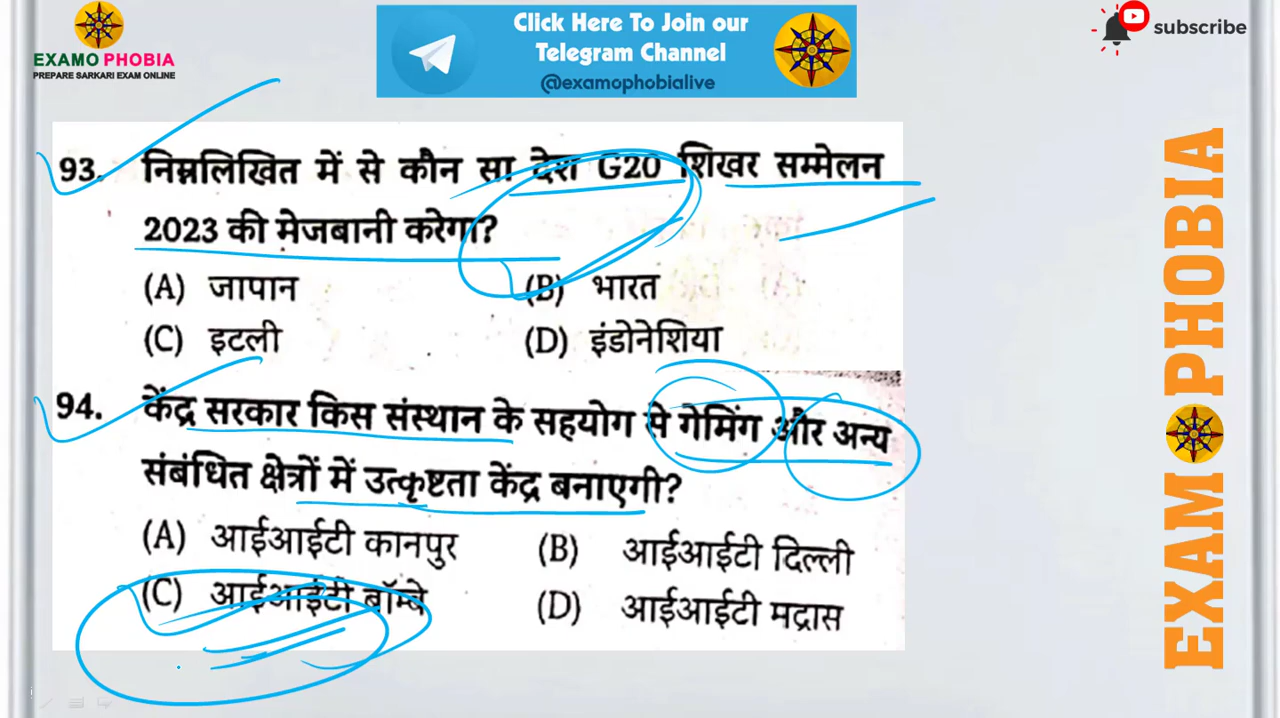 EXAMO PHOBIA
PREPARE SARKARI EXAM ONLINE
Click Here To Join our
Telegram Channel
@examophobialive
subscribe
93. निम्नलिखित में से कौन सा देश G20 शिखर सम्मेलन
2023 की मेजबानी करेगा?
(A) जापान (B) भारत
(C) इटली (D) इंडोनेशिया
94. केंद्र सरकार किस संस्थान के सहयोग से गेमिंग और अन्य
संबंधित क्षेत्रों में उत्कृष्टता केंद्र बनाएगी?
(A) आईआईटी कानपुर (B) आईआईटी दिल्ली
(C) आईआईटी बॉम्बे (D) आईआईटी मद्रास
EXAM PHOBIA